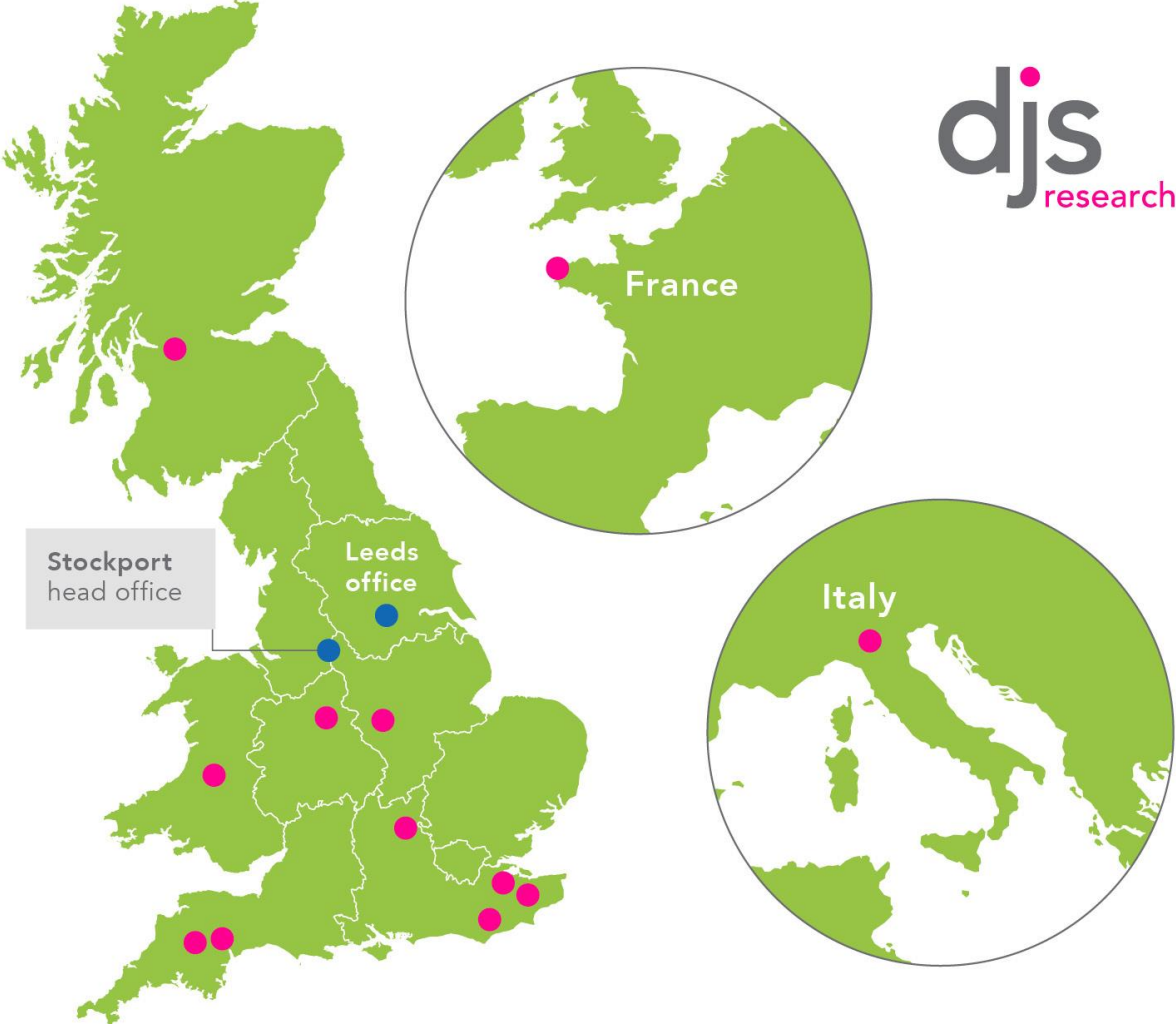 djs
research
France
Stockport
head office
Leeds
office
Italy